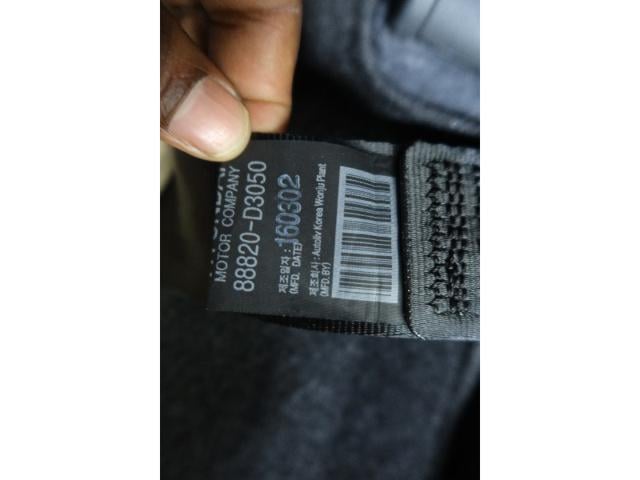 MOTOR COMPANY
88820-D3050
제조일자 : 160302
(MFD. DATE)
제조회사 : Autoliv Korea Wonju Plant
(MFD. BY)